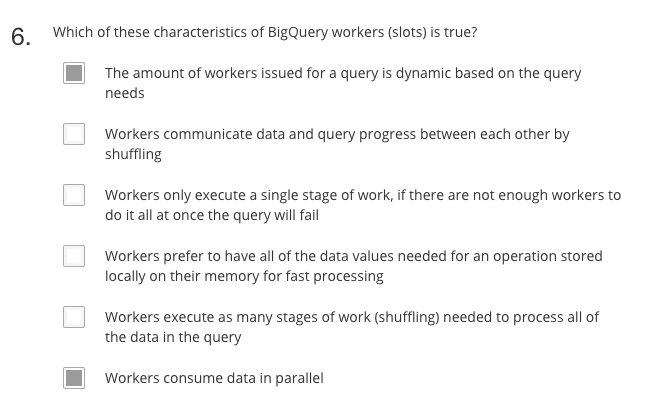 6. Which of these characteristics of BigQuery workers (slots) is true?
The amount of workers issued for a query is dynamic based on the query
needs
Workers communicate data and query progress between each other by
shuffling
Workers only execute a single stage of work, if there are not enough workers to
do it all at once the query will fail
Workers prefer to have all of the data values needed for an operation stored
locally on their memory for fast processing
Workers execute as many stages of work (shuffling) needed to process all of
the data in the query
Workers consume data in parallel